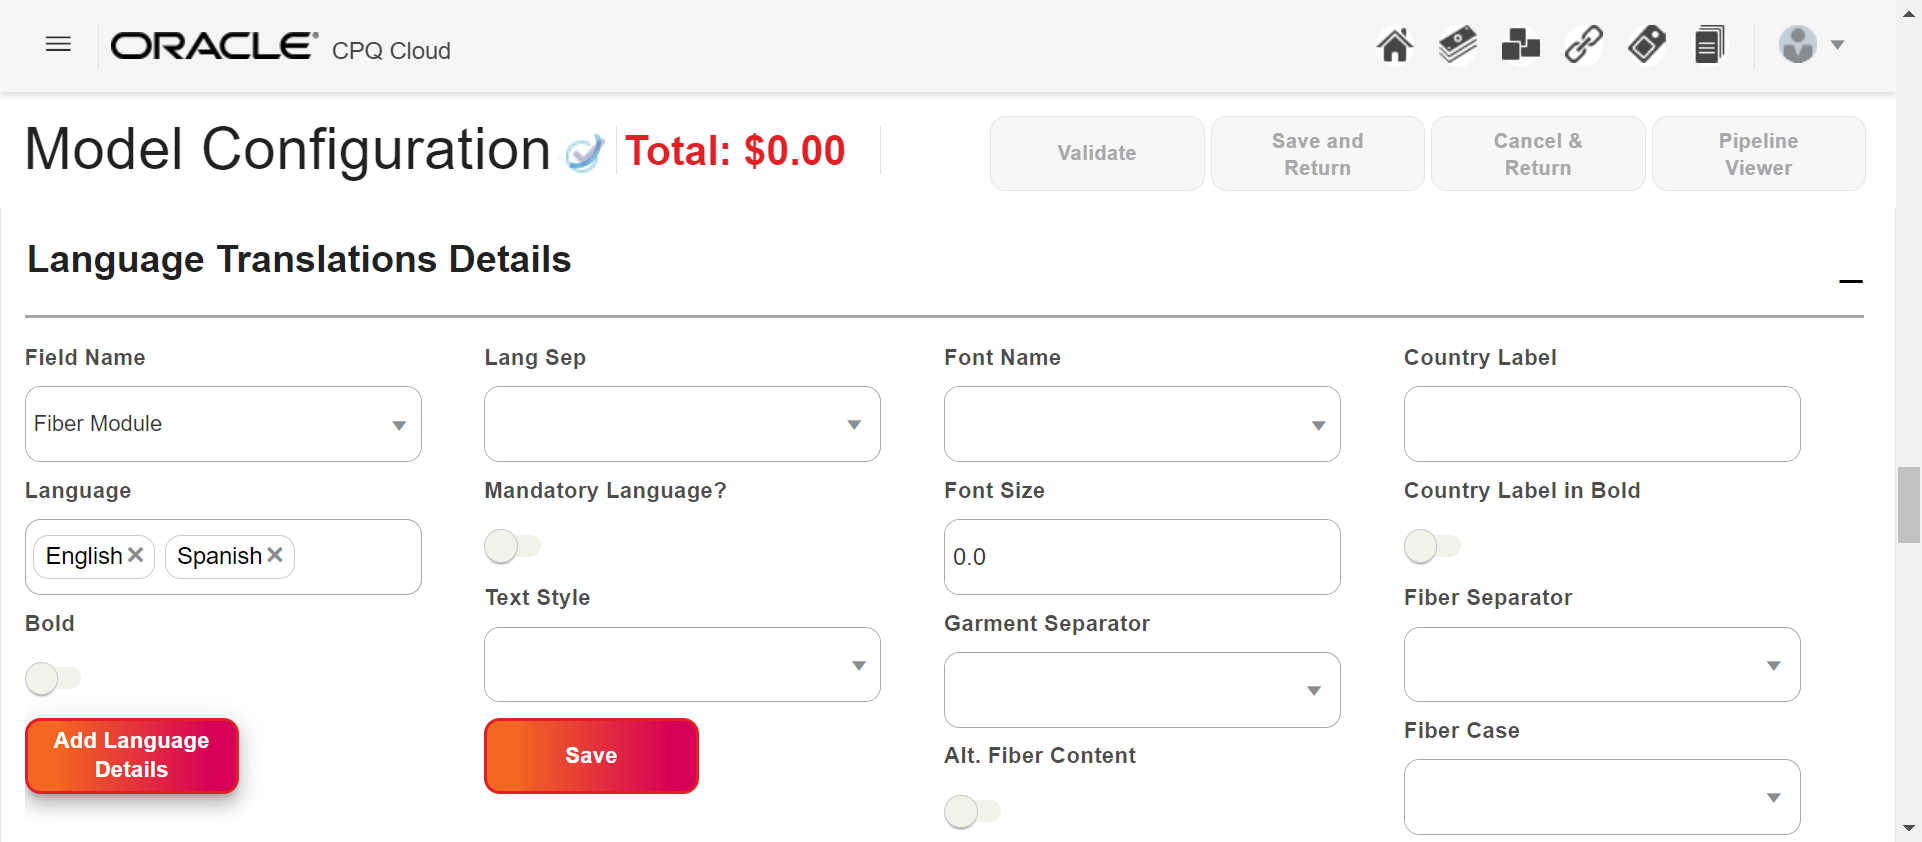 ORACLE® CPQ Cloud
Model Configuration
Total: $0.00
Validate
Save and
Return
Cancel &
Return
Pipeline
Viewer
Language Translations Details
Field Name
Fiber Module
Language
English
Spanish
Bold
Add Language
Details
Lang Sep
Mandatory Language?
Text Style
Save
Font Name
Font Size
0.0
Garment Separator
Alt. Fiber Content
Country Label
Country Label in Bold
Fiber Separator
Fiber Case